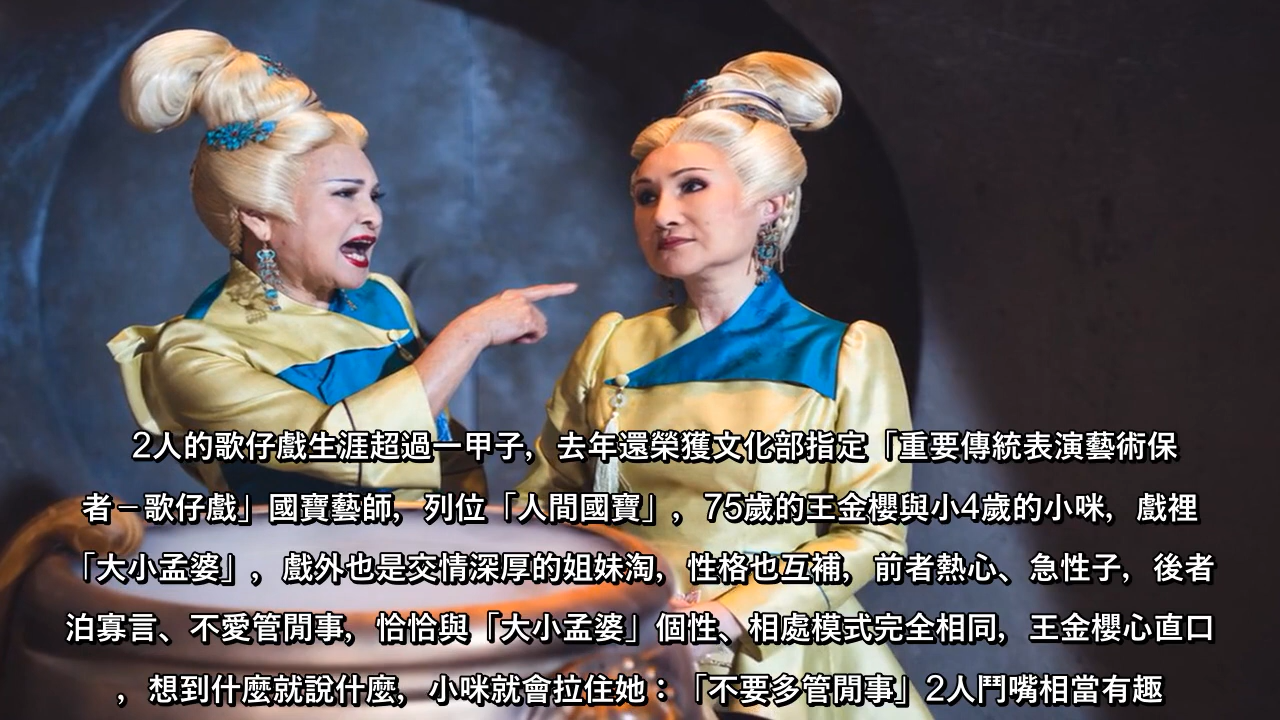 2人的歌仔戲生涯超過一甲子，去年還榮獲文化部指定「重要傳統表演藝術保
者－歌仔戲」國寶藝師，列位「人間國寶」，75歲的王金櫻與小4歲的小咪，戲裡
「大小孟婆」，戲外也是交情深厚的姐妹淘，性格也互補，前者熱心、急性子，後者
泊寡言、不愛管閒事，恰恰與「大小孟婆」個性、相處模式完全相同，王金櫻心直口
，想到什麼就說什麼，小咪就會拉住她：「不要多管閒事」2人鬥嘴相當有趣